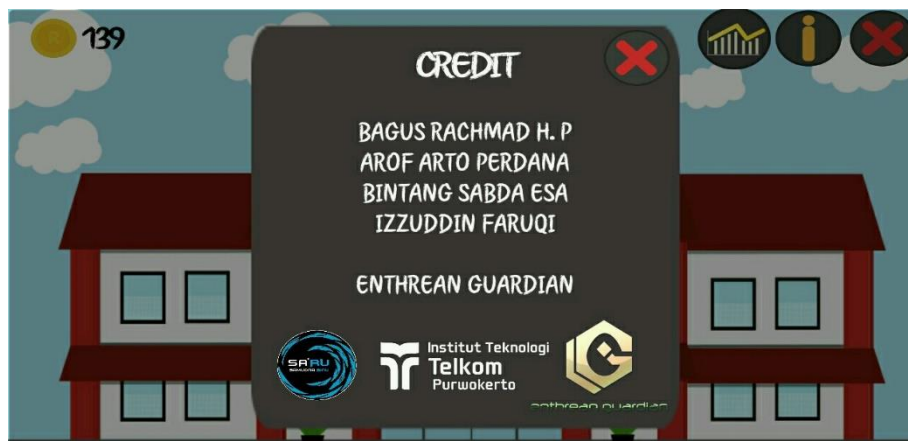 139
CREDIT
BAGUS RACHMAD H. P
AROF ARTO PERDANA
BINTANG SABDA ESA
IZZUDDIN FARUQI
ENTHREAN GUARDIAN
SA'RU
Institut Teknologi
Telkom
Purwokerto
enthrean guardian